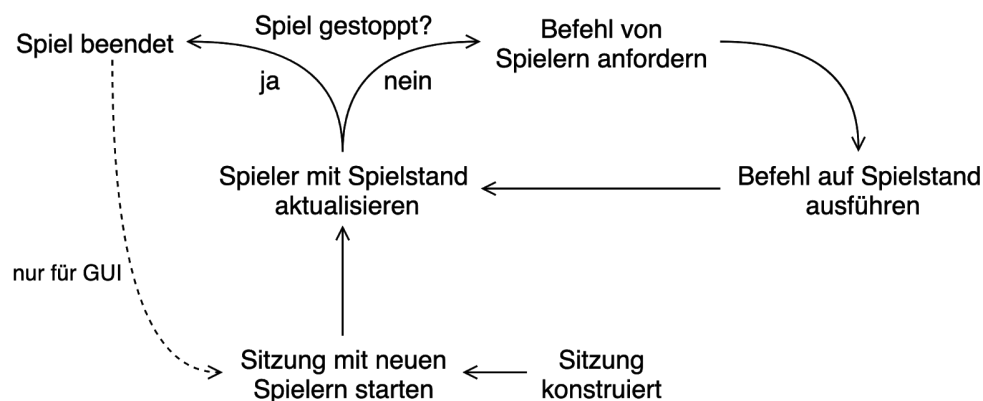 Spiel beendet
Spiel gestoppt?
ja
nein
Befehl von
Spielern anfordern
Spieler mit Spielstand
aktualisieren
Befehl auf Spielstand
ausführen
nur für GUI
Sitzung mit neuen
Spielern starten
Sitzung
konstruiert